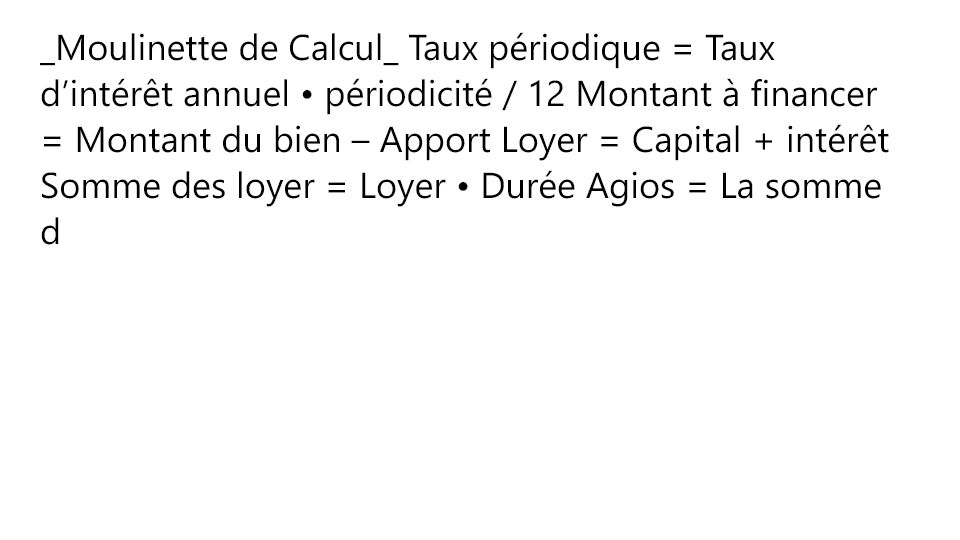 _Moulinette de Calcul_ Taux périodique = Taux
d’intérêt annuel • périodicité / 12 Montant à financer
= Montant du bien – Apport Loyer = Capital + intérêt
Somme des loyer = Loyer • Durée Agios = La somme
d